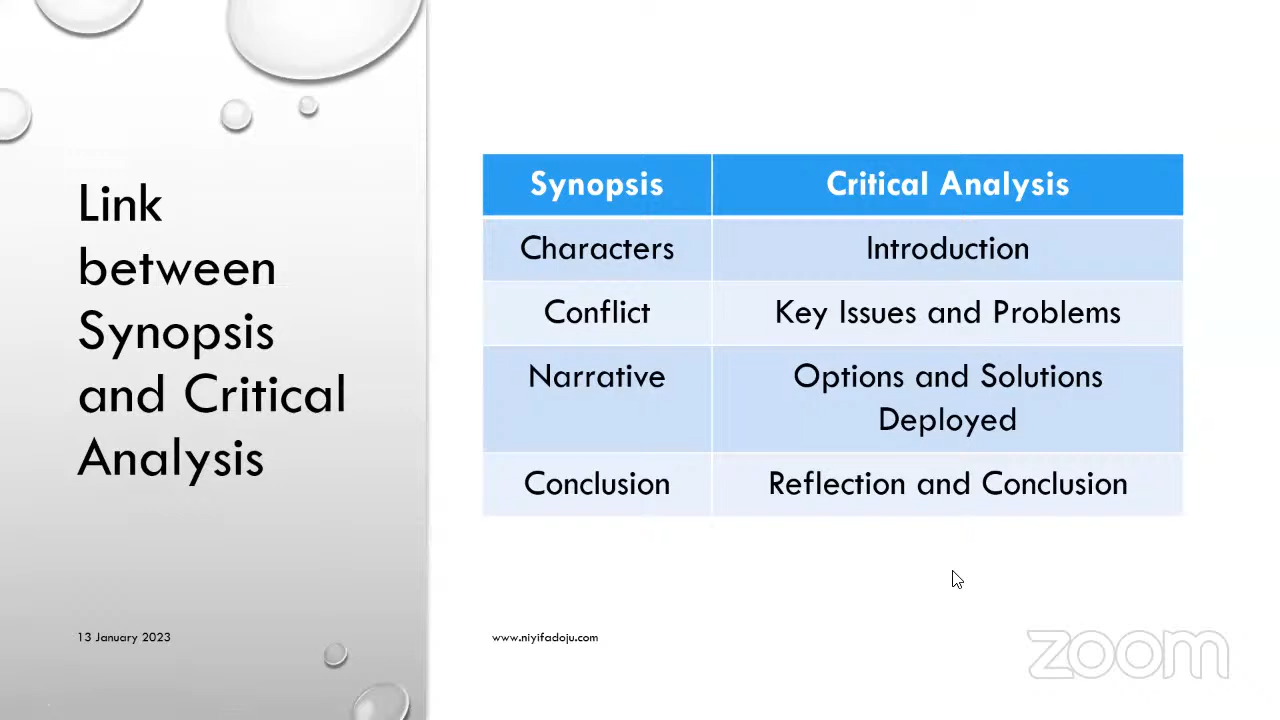 Link
between
Synopsis
and Critical
Analysis
Synopsis
Critical Analysis
Characters
Introduction
Conflict
Key Issues and Problems
Narrative
Options and Solutions
Deployed
Conclusion
Reflection and Conclusion
13 January 2023
www.niyifadoju.com
zoom